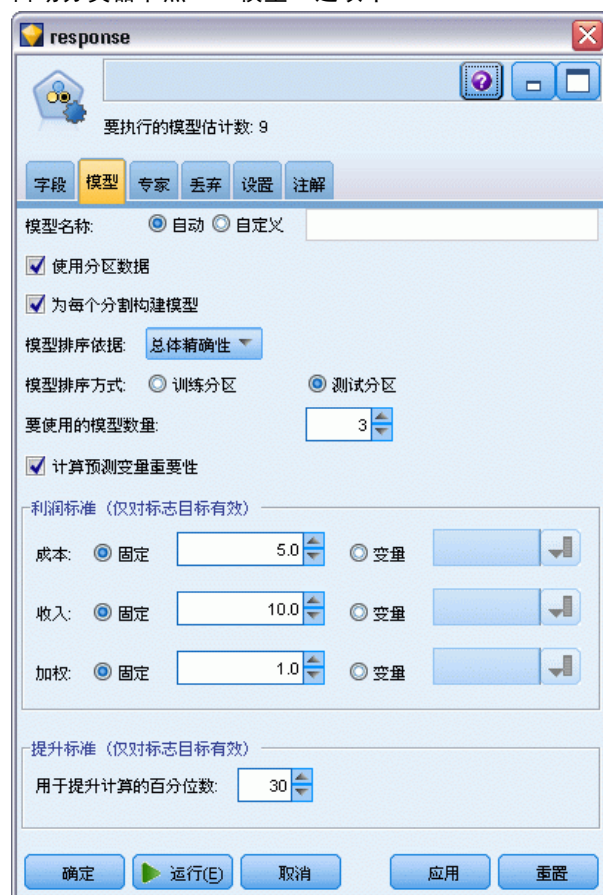 response
要执行的模型估计数: 9
字段 模型 专家 丢弃 设置 注解
模型名称: 自动 自定义
使用分区数据
为每个分割构建模型
模型排序依据: 总体精确性
模型排序方式: 训练分区 测试分区
要使用的模型数量: 3
计算预测变量重要性
利润标准（仅对标志目标有效）
成本: 固定 5.0 变量
收入: 固定 10.0 变量
加权: 固定 1.0 变量
提升标准（仅对标志目标有效）
用于提升计算的百分位数: 30
确定 运行(E) 取消 应用 重置